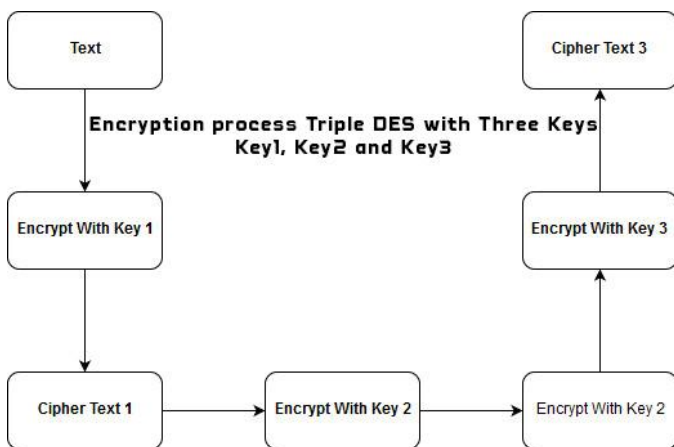 Text
Cipher Text 3
Encryption process Triple DES with Three Keys
Key1, Key2 and Key3
Encrypt With Key 1
Encrypt With Key 3
Cipher Text 1
Encrypt With Key 2
Encrypt With Key 2